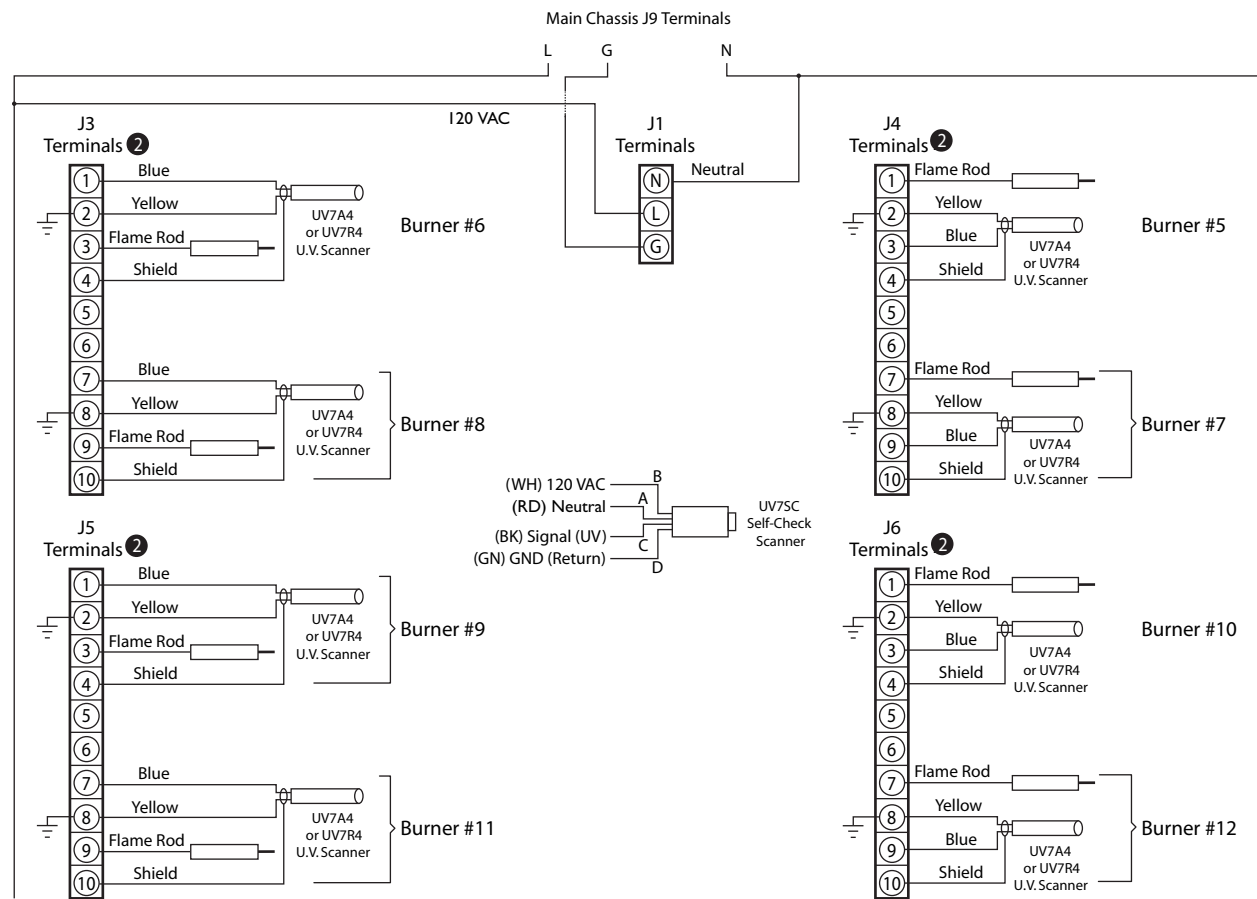 Main Chassis J9 Terminals
L
G
N
120 VAC
J3
Terminals 2
1
Blue
2
Yellow
3
Flame Rod
4
Shield
5
6
UV7A4
or UV7R4
U.V. Scanner
Burner #6
7
Blue
8
Yellow
9
Flame Rod
10
Shield
UV7A4
or UV7R4
U.V. Scanner
Burner #8
J1
Terminals
N
Neutral
L
G
J4
Terminals 2
1
Flame Rod
2
Yellow
3
Blue
4
Shield
5
6
UV7A4
or UV7R4
U.V. Scanner
Burner #5
7
Flame Rod
8
Yellow
9
Blue
10
Shield
UV7A4
or UV7R4
U.V. Scanner
Burner #7
(WH) 120 VAC
B
(RD) Neutral
A
(BK) Signal (UV)
C
(GN) GND (Return)
D
UV7SC
Self-Check
Scanner
J5
Terminals 2
1
Blue
2
Yellow
3
Flame Rod
4
Shield
5
6
UV7A4
or UV7R4
U.V. Scanner
Burner #9
7
Blue
8
Yellow
9
Flame Rod
10
Shield
UV7A4
or UV7R4
U.V. Scanner
Burner #11
J6
Terminals 2
1
Flame Rod
2
Yellow
3
Blue
4
Shield
5
6
UV7A4
or UV7R4
U.V. Scanner
Burner #10
7
Flame Rod
8
Yellow
9
Blue
10
Shield
UV7A4
or UV7R4
U.V. Scanner
Burner #12